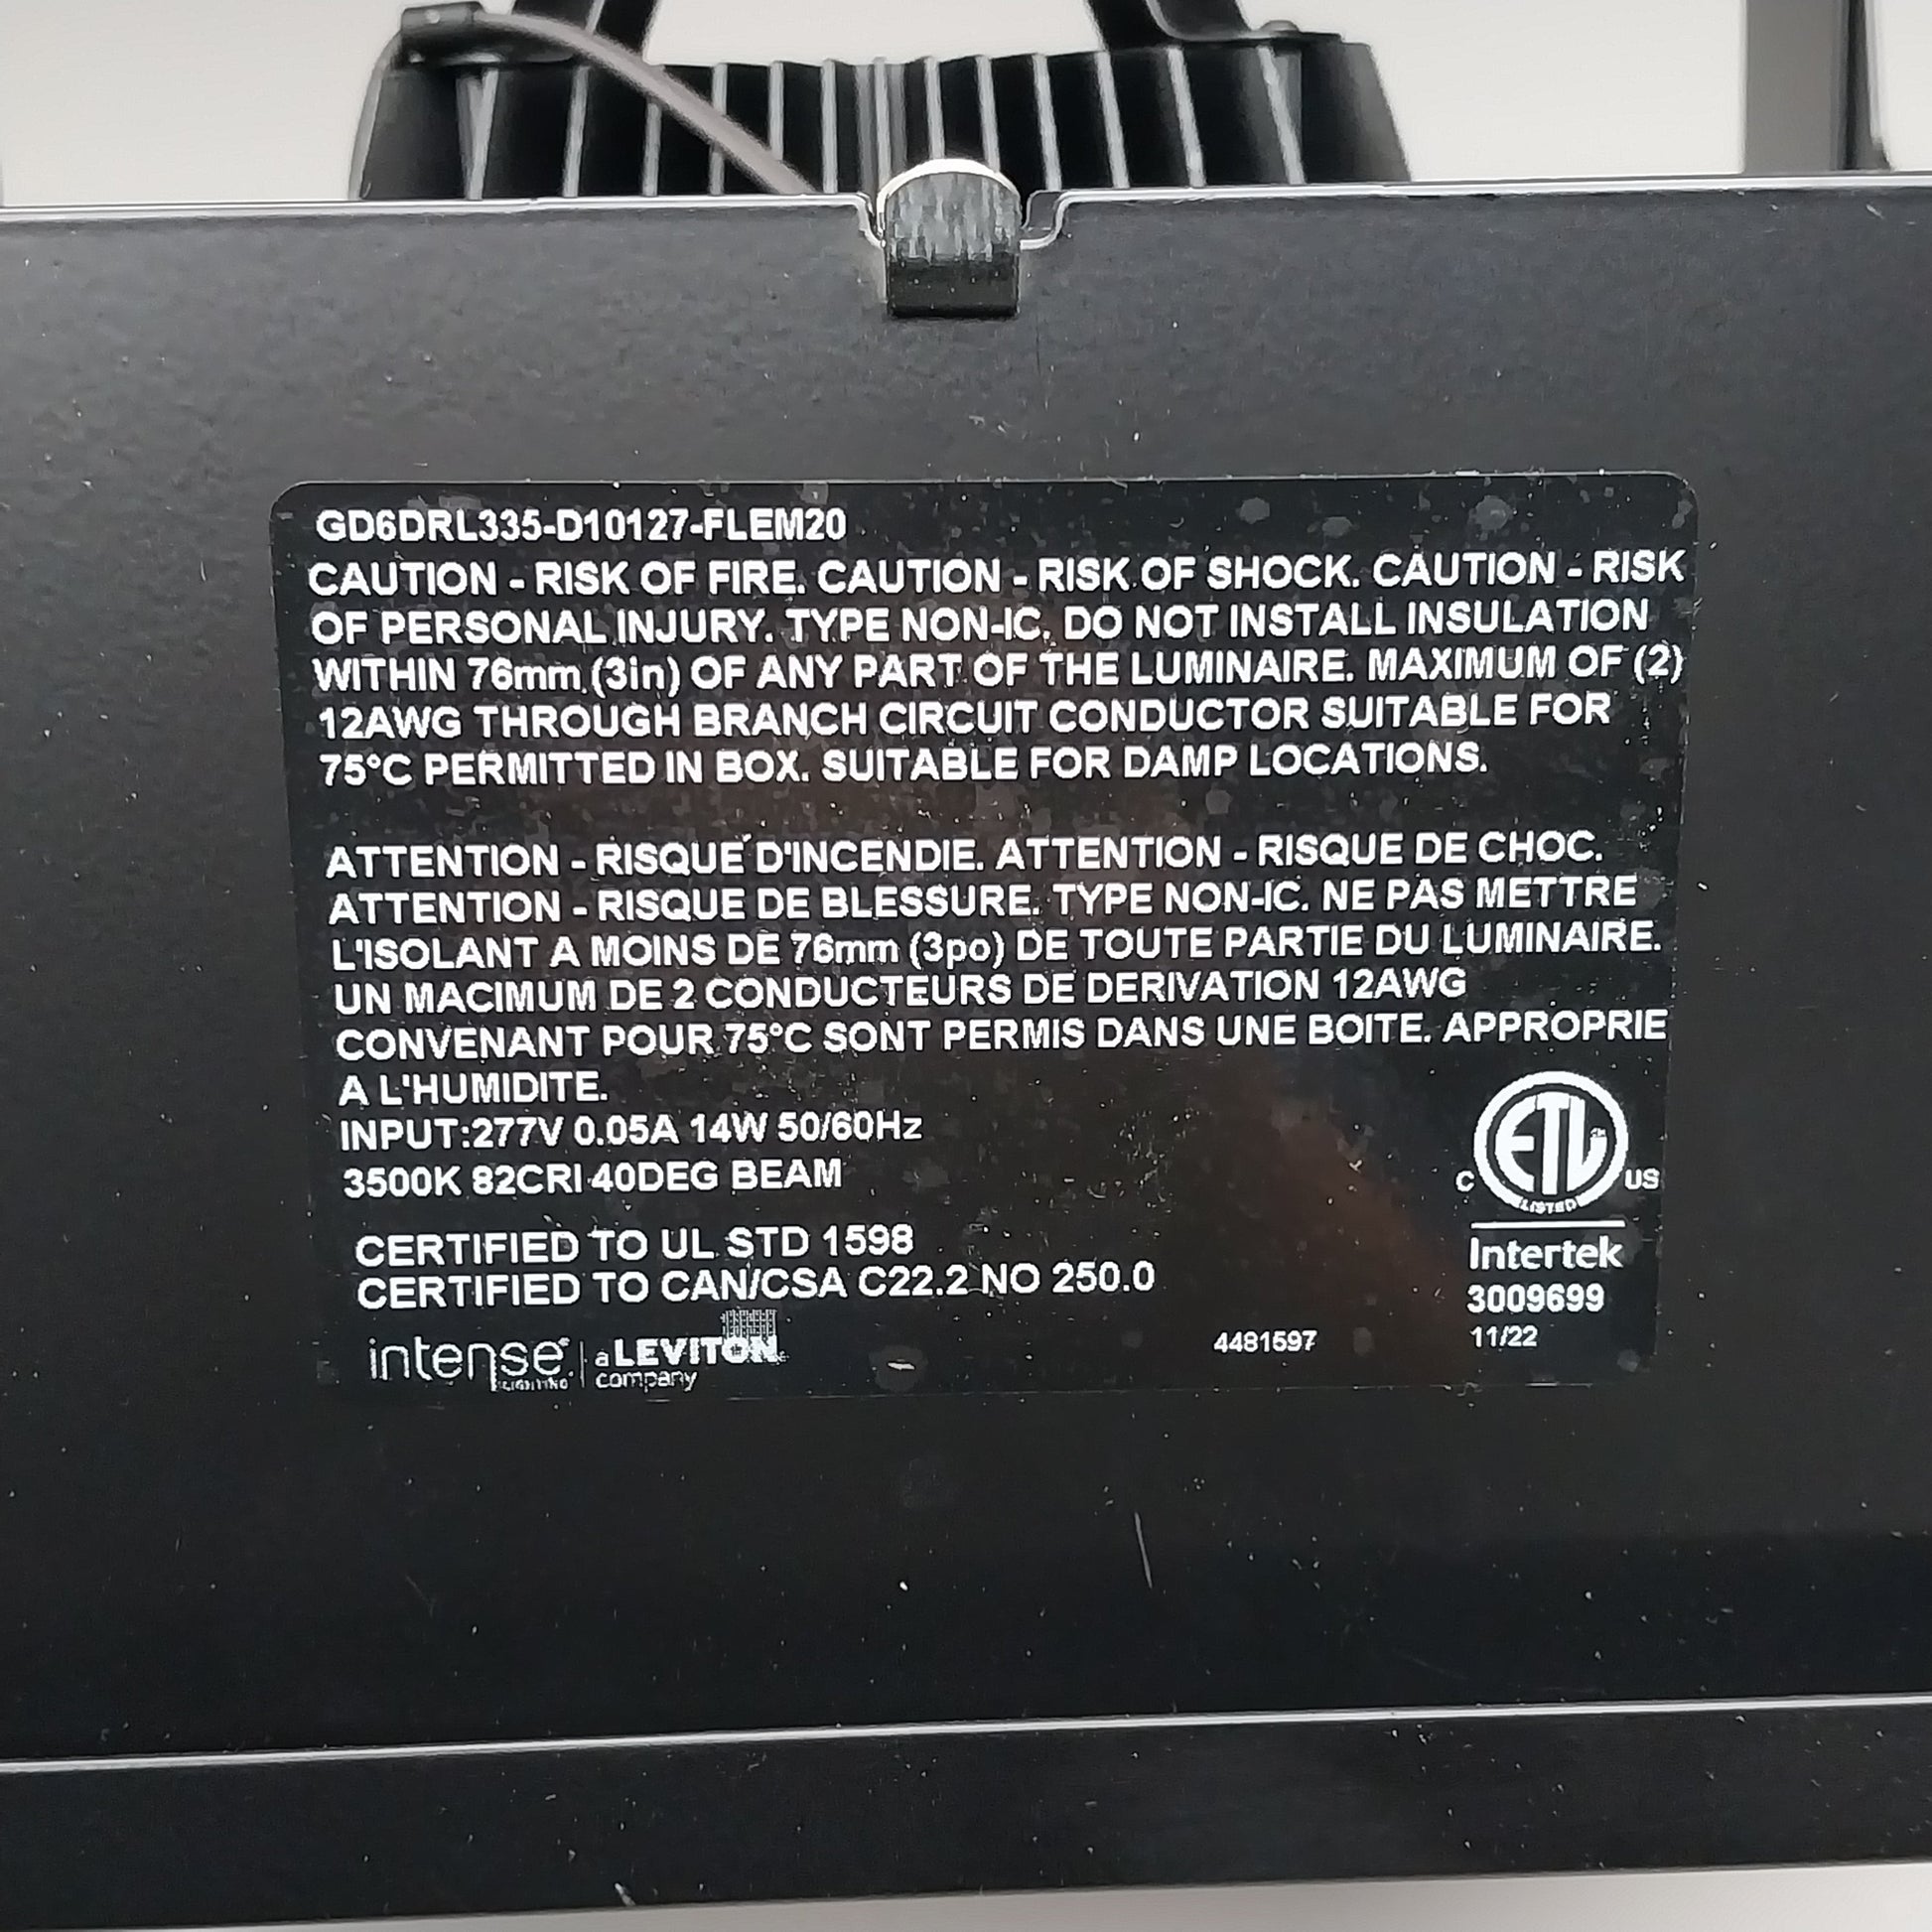 GD6DRL335-D10127-FLEM20
CAUTION - RISK OF FIRE. CAUTION - RISK OF SHOCK. CAUTION - RISK
OF PERSONAL INJURY. TYPE NON-IC. DO NOT INSTALL INSULATION
WITHIN 76mm (3in) OF ANY PART OF THE LUMINAIRE. MAXIMUM OF (2)
12AWG THROUGH BRANCH CIRCUIT CONDUCTOR SUITABLE FOR
75°C PERMITTED IN BOX. SUITABLE FOR DAMP LOCATIONS.
ATTENTION - RISQUE D'INCENDIE. ATTENTION - RISQUE DE CHOC.
ATTENTION - RISQUE DE BLESSURE. TYPE NON-IC. NE PAS METTRE
L'ISOLANT A MOINS DE 76mm (3po) DE TOUTE PARTIE DU LUMINAIRE.
UN MACIMUM DE 2 CONDUCTEURS DE DERIVATION 12AWG
CONVENANT POUR 75°C SONT PERMIS DANS UNE BOITE. APPROPRIE
A L'HUMIDITE.
INPUT:277V 0.05A 14W 50/60Hz
3500K 82CRI 40DEG BEAM
CERTIFIED TO UL STD 1598
CERTIFIED TO CAN/CSA C22.2 NO 250.0
C ETL US
LISTED
Intertek
3009699
11/22
4481597
intense LIGHTING | a LEVITON company